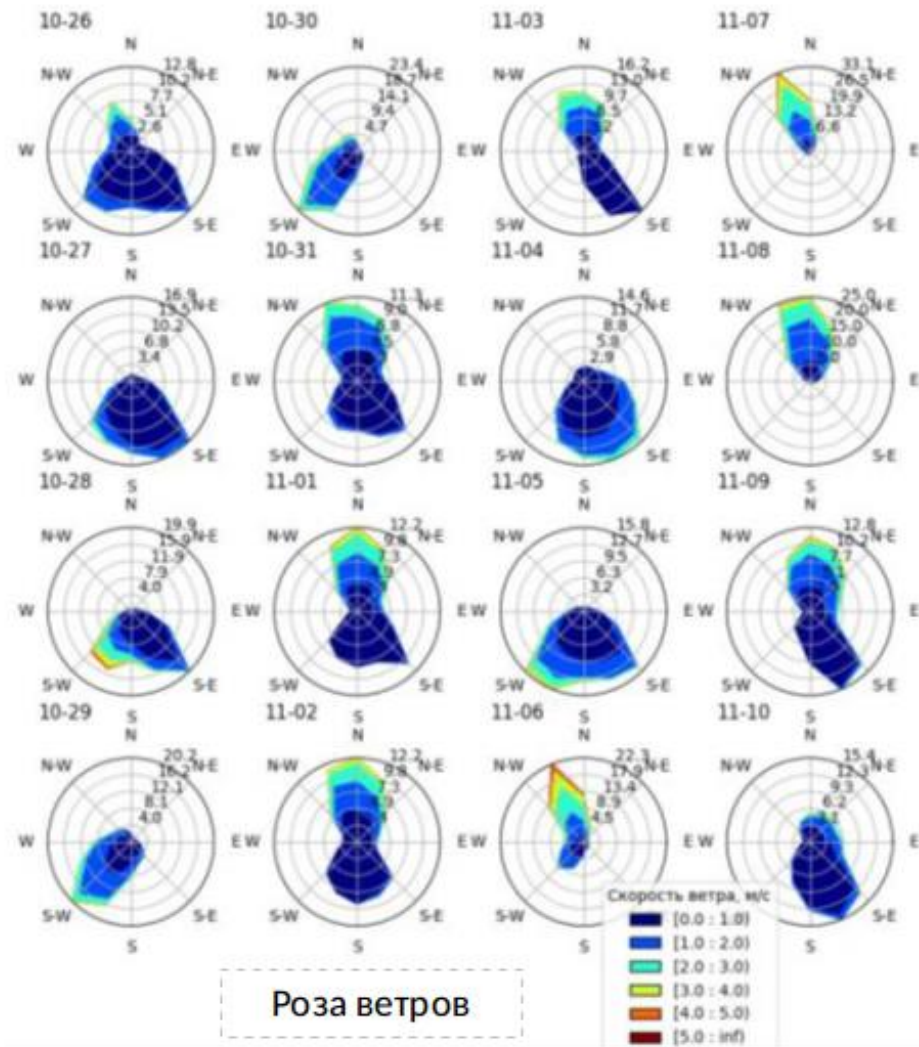 10-26 10-30 11-03 11-07
N N N N
12.8 23.4 16.2 33.1
N-W 10.2 N-E N-W 18.7 N-E N-W 13.0 N-E N-W 26.5 N-E
7.7 14.1 9.7 19.9
5.1 9.4 13.2
2.6 4.7 6.6
W E W E W E W E
S-W S-E S-W S-E S-W S-E S-W S-E
S S S S
10-27 10-31 11-04 11-08
N N N N
16.9 11.3 14.6 25.0
N-W 13.5 N-E N-W 9.0 N-E N-W 11.7 N-E N-W 20.0 N-E
10.2 6.8 8.8 15.0
6.8 5.8
3.4 2.9
W E W E W E W E
S-W S-E S-W S-E S-W S-E S-W S-E
S S S S
10-28 11-01 11-05 11-09
N N N N
19.9 12.2 15.8 12.8
N-W 15.9 N-E N-W 9.8 N-E N-W 12.7 N-E N-W 10.2 N-E
11.9 7.3 9.5 7.7
7.9 6.3
4.0 3.2
W E W E W E W E
S-W S-E S-W S-E S-W S-E S-W S-E
S S S S
10-29 11-02 11-06 11-10
N N N N
20.2 12.2 22.3 15.4
N-W 16.2 N-E N-W 9.8 N-E N-W 17.9 N-E N-W 12.3 N-E
12.1 7.3 13.4 9.3
8.1 8.9 6.2
4.0 4.5
W E W E W E W E
S-W S-E S-W S-E S-W S-E
S S
Скорость ветра, м/с
[0.0 : 1.0)
[1.0 : 2.0)
[2.0 : 3.0)
[3.0 : 4.0)
[4.0 : 5.0)
[5.0 : inf)
Роза ветров